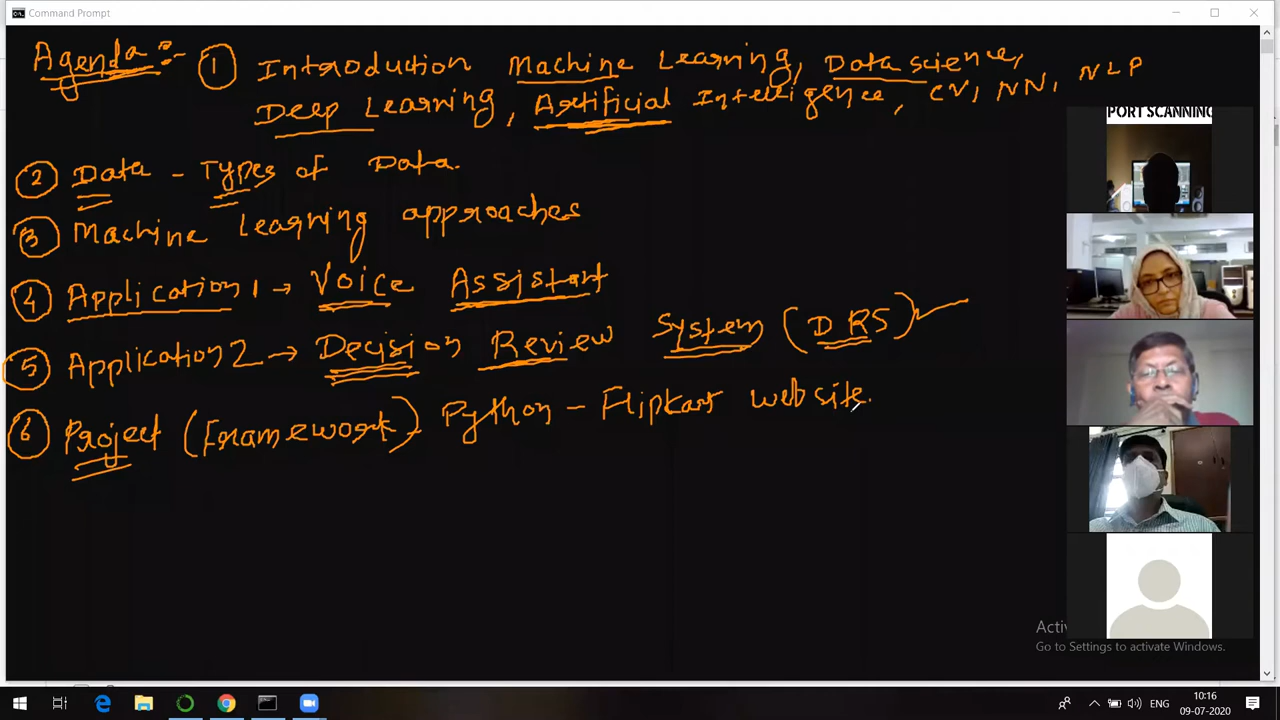 Command Prompt
Agenda:- ① Introduction Machine Learning, Data science,
Deep Learning, Artificial Intelligence, CV, NN, NLP
② Data - Types of Data.
③ Machine Learning approaches
④ Application 1 → Voice Assistant
⑤ Application 2 → Decision Review System (DRS)
⑥ Project (Framework) Python - Flipkart website.
PORT SCANNING
Go to Settings to activate Windows.
ENG
10:16
09-07-2020